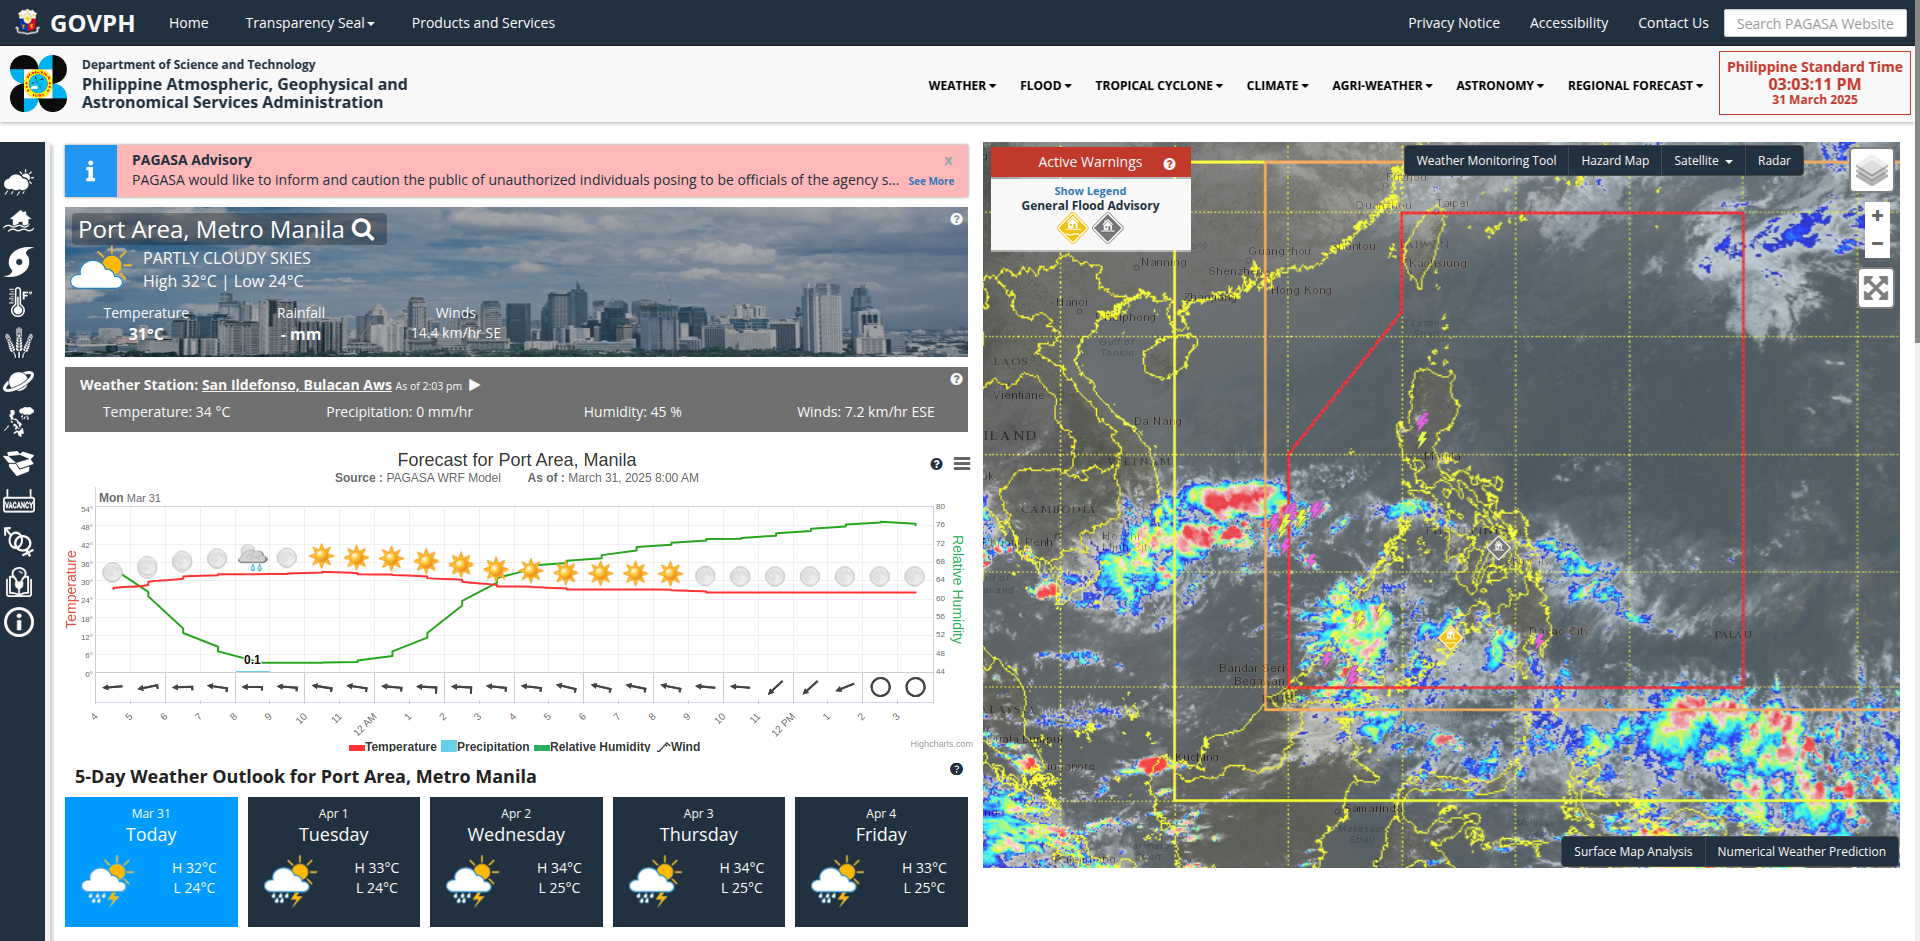 GOVPH
Home
Transparency Seal
Products and Services
Privacy Notice
Accessibility
Contact Us
Search PAGASA Website
Department of Science and Technology
Philippine Atmospheric, Geophysical and
Astronomical Services Administration
WEATHER
FLOOD
TROPICAL CYCLONE
CLIMATE
AGRI-WEATHER
ASTRONOMY
REGIONAL FORECAST
Philippine Standard Time
03:03:11 PM
31 March 2025
PAGASA Advisory
x
PAGASA would like to inform and caution the public of unauthorized individuals posing to be officials of the agency s... See More
Port Area, Metro Manila
PARTLY CLOUDY SKIES
High 32°C | Low 24°C
Temperature
31°C
Rainfall
- mm
Winds
14.4 km/hr SE
Weather Station: San Ildefonso, Bulacan Aws As of 2:03 pm
Temperature: 34 °C
Precipitation: 0 mm/hr
Humidity: 45 %
Winds: 7.2 km/hr ESE
Forecast for Port Area, Manila
Source : PAGASA WRF Model As of : March 31, 2025 8:00 AM
Mon Mar 31
Temperature
54°
48°
42°
36°
30°
24°
18°
12°
6°
0°
0.1
80
76
72
68
64
60
56
52
48
44
Relative Humidity
4 5 6 7 8 9 10 11 12 AM 1 2 3 4 5 6 7 8 9 10 11 12 PM 1 2 3
Temperature Precipitation Relative Humidity Wind
Highcharts.com
5-Day Weather Outlook for Port Area, Metro Manila
Mar 31
Today
H 32°C
L 24°C
Apr 1
Tuesday
H 33°C
L 24°C
Apr 2
Wednesday
H 34°C
L 25°C
Apr 3
Thursday
H 34°C
L 25°C
Apr 4
Friday
H 33°C
L 25°C
Active Warnings
Show Legend
General Flood Advisory
Weather Monitoring Tool
Hazard Map
Satellite
Radar
+
−
Taipei
Guangzhou
Shantou
Nanning
Shenzhen
Kaohsiung
Hong Kong
Zhanjiang
Hanoi
Haiphong
Gulf of
Tonkin
LAOS
Vientiane
Da Nang
VIETNAM
CAMBODIA
Manila
Davao City
PALAU
Bandar Seri
Begawan
Kuala Lumpur
Kuching
Samarinda
Makassar
Strait
Surface Map Analysis
Numerical Weather Prediction
VACANCY